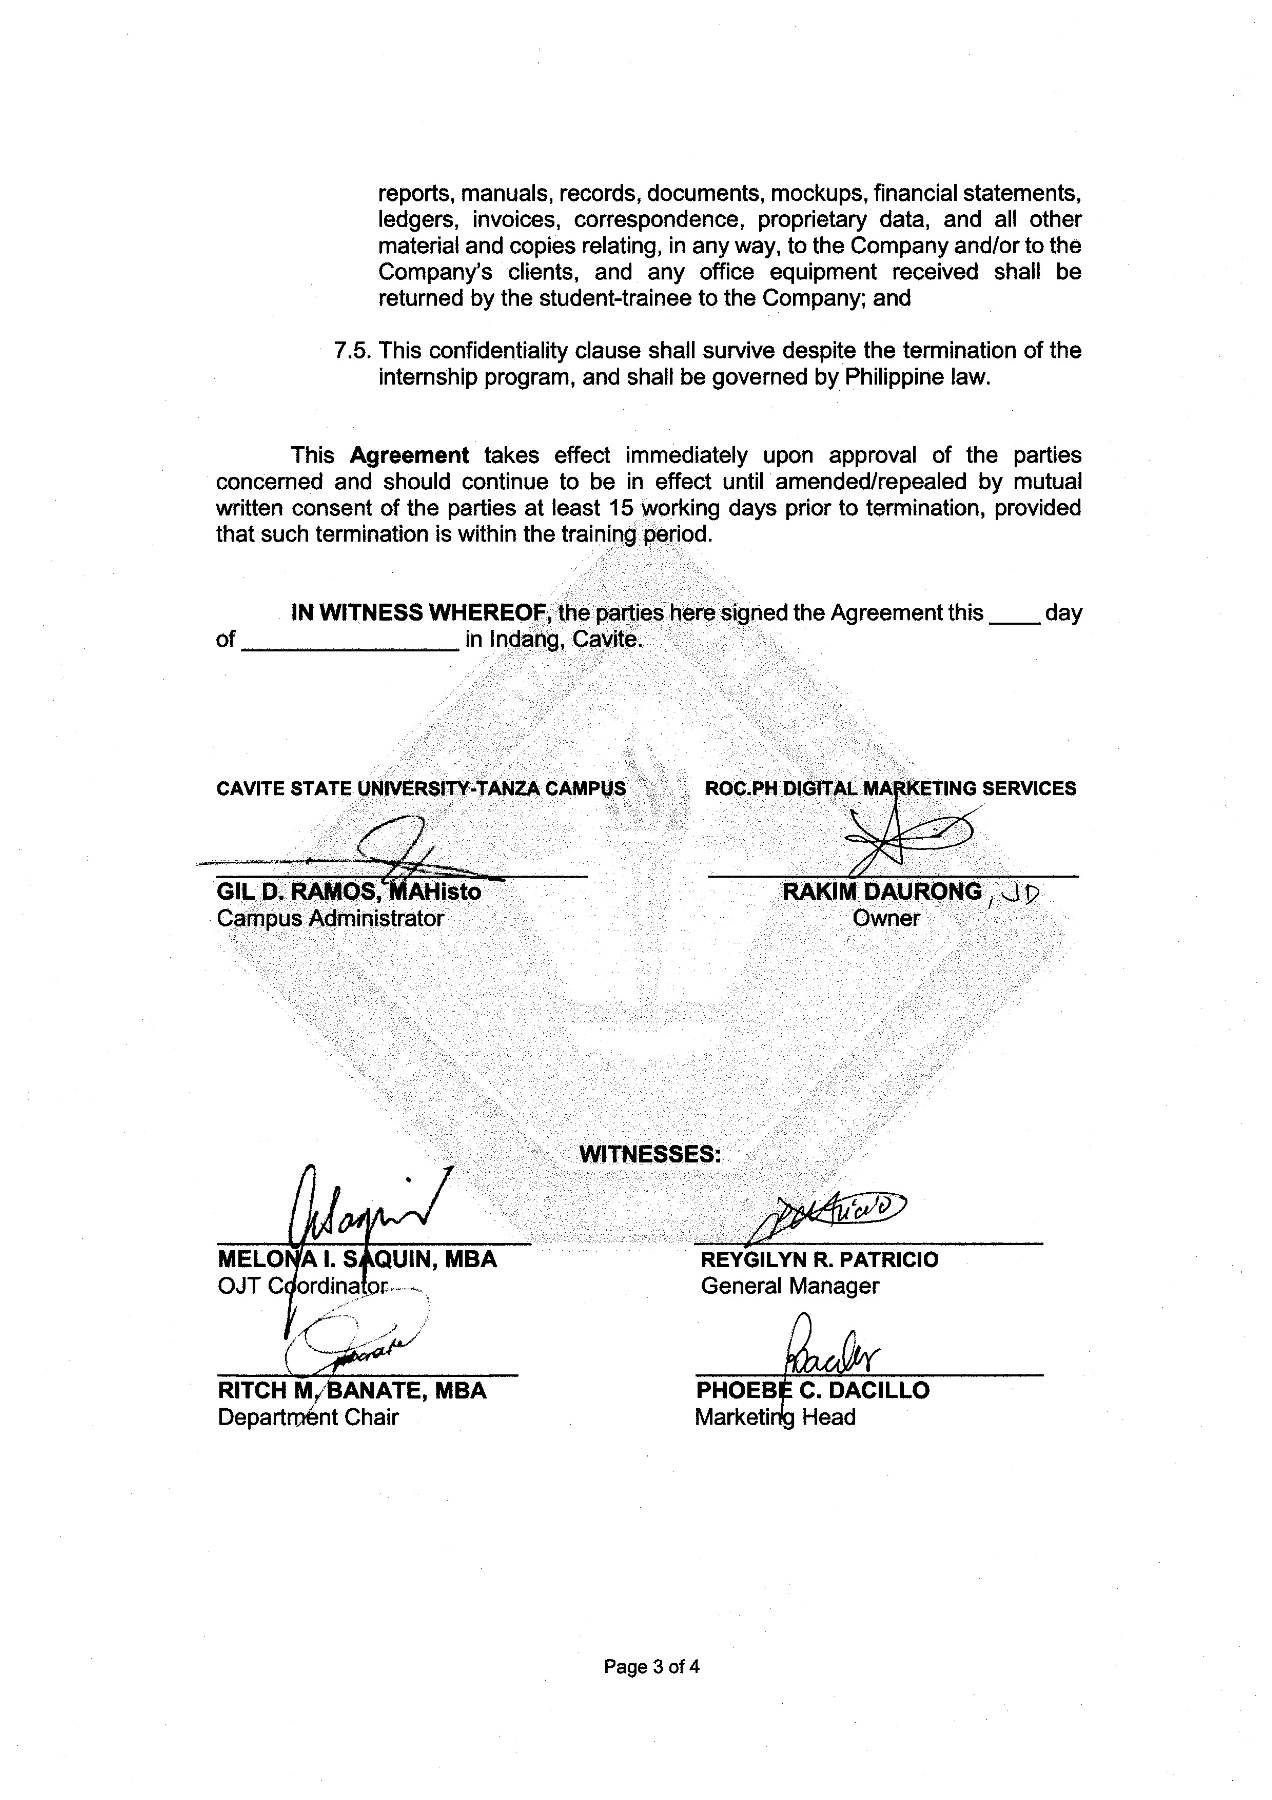 reports, manuals, records, documents, mockups, financial statements,
ledgers, invoices, correspondence, proprietary data, and all other
material and copies relating, in any way, to the Company and/or to the
Company's clients, and any office equipment received shall be
returned by the student-trainee to the Company; and
7.5. This confidentiality clause shall survive despite the termination of the
internship program, and shall be governed by Philippine law.
This Agreement takes effect immediately upon approval of the parties
concerned and should continue to be in effect until amended/repealed by mutual
written consent of the parties at least 15 working days prior to termination, provided
that such termination is within the training period.
IN WITNESS WHEREOF, the parties here signed the Agreement this ____ day
of __________________ in Indang, Cavite.
CAVITE STATE UNIVERSITY-TANZA CAMPUS
GIL D. RAMOS, MAHisto
Campus Administrator
ROC.PH DIGITAL MARKETING SERVICES
RAKIM DAURONG, JD
Owner
WITNESSES:
MELONA I. SAQUIN, MBA
OJT Coordinator
REYGILYN R. PATRICIO
General Manager
RITCH M. BANATE, MBA
Department Chair
PHOEBE C. DACILLO
Marketing Head
Page 3 of 4